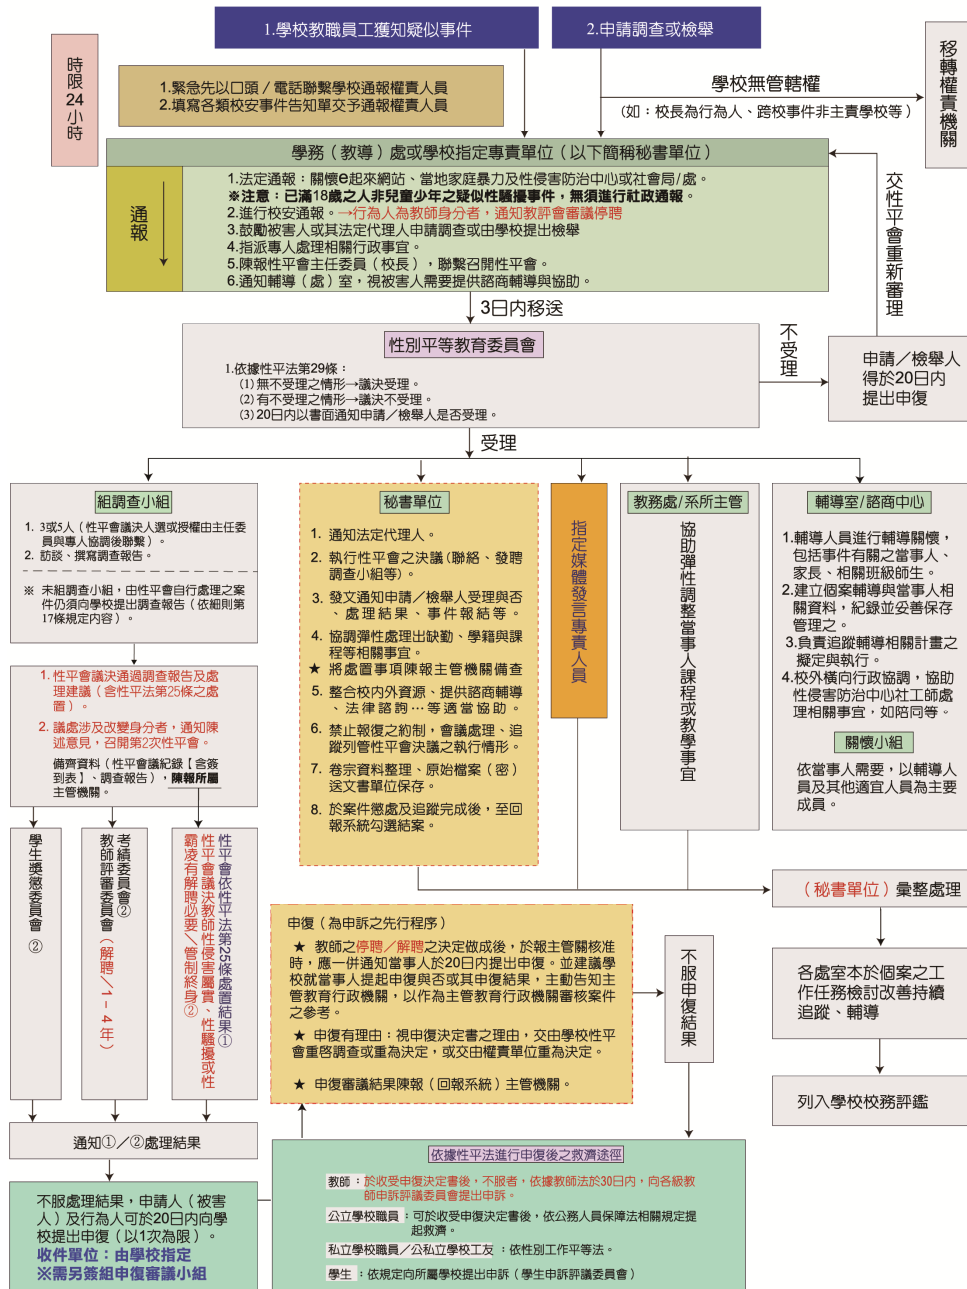 1.學校教職員工獲知疑似事件
2.申請調查或檢舉
時限24小時
1.緊急先以口頭／電話聯繫學校通報權責人員
2.填寫各類校安事件告知單交予通報權責人員
學校無管轄權
(如：校長為行為人、跨校事件非主責學校等)
移轉權責機關
學務（教導）處或學校指定專責單位（以下簡稱秘書單位）
通報
1.法定通報：關懷e起來網站、當地家庭暴力及性侵害防治中心或社會局/處。
※注意：已滿18歲之人非兒童少年之疑似性騷擾事件，無須進行社政通報。
2.進行校安通報。→行為人為教師身分者，通知教評會審議停聘
3.鼓勵被害人或其法定代理人申請調查或由學校提出檢舉
4.指派專人處理相關行政事宜。
5.陳報性平會主任委員（校長），聯繫召開性平會。
6.通知輔導（處）室，視被害人需要提供諮商輔導與協助。
交性平會重新審理
3日內移送
性別平等教育委員會
1.依據性平法第29條：
(1)無不受理之情形→議決受理。
(2)有不受理之情形→議決不受理。
(3)20日內以書面通知申請／檢舉人是否受理。
不受理
申請／檢舉人
得於20日內
提出申復
受理
組調查小組
1. 3或5人（性平會議決人選或授權由主任委
員與專人協調後聯繫）。
2. 訪談、撰寫調查報告。
※ 未組調查小組，由性平會自行處理之案
件仍須向學校提出調查報告（依細則第
17條規定內容）。
1. 性平會議決通過調查報告及處
理建議（含性平法第25條之處
置）。
2. 議處涉及改變身分者，通知陳
述意見，召開第2次性平會。
備齊資料（性平會議紀錄【含簽
到表】、調查報告），陳報所屬
主管機關。
秘書單位
1. 通知法定代理人。
2. 執行性平會之決議(聯絡、發聘
調查小組等)。
3. 發文通知申請／檢舉人受理與否
、處理結果、事件報結等。
4. 協調彈性處理出缺勤、學籍與課
程等相關事宜。
★ 將處置事項陳報主管機關備查
5. 整合校內外資源、提供諮商輔導、
法律諮詢…等適當協助。
6. 禁止報復之約制，會議處理、追
蹤列管性平會決議之執行情形。
7. 卷宗資料整理、原始檔案（密）
送文書單位保存。
8. 於案件懲處及追蹤完成後，至回
報系統勾選結案。
指定媒體發言專責人員
教務處/系所主管
協助彈性調整當事人課程或教學事宜
輔導室/諮商中心
1.輔導人員進行輔導關懷，
包括事件有關之當事人、
家長、相關班級師生。
2.建立個案輔導與當事人相
關資料，紀錄並妥善保存
管理之。
3.負責追蹤輔導相關計畫之
擬定與執行。
4.校外橫向行政協調，協助
性侵害防治中心社工師處
理相關事宜，如陪同等。
關懷小組
依當事人需要，以輔導人
員及其他適宜人員為主要
成員。
學生獎懲委員會②
考績委員會②
教師評審委員會（解聘／1－4年）
性平會依性平法第25條處置結果①
性平會議決教師性侵害屬實、性騷擾或性
霸凌有解聘必要／管制終身②
（秘書單位）彙整處理
各處室本於個案之工
作任務檢討改善持續
追蹤、輔導
列入學校校務評鑑
申復（為申訴之先行程序）
★ 教師之停聘／解聘之決定做成後，於報主管關核准
時，應一併通知當事人於20日內提出申復。並建議學
校就當事人提起申復與否或其申復結果，主動告知主
管教育行政機關，以作為主管教育行政機關審核案件
之參考。
★ 申復有理由：視申復決定書之理由，交由學校性平
會重啓調查或重為決定，或交由權責單位重為決定。
★ 申復審議結果陳報（回報系統）主管機關。
不服申復結果
通知①／②處理結果
不服處理結果，申請人（被害
人）及行為人可於20日內向學
校提出申復（以1次為限）。
收件單位：由學校指定
※需另簽組申復審議小組
依據性平法進行申復後之救濟途徑
教師：於收受申復決定書後，不服者，依據教師法於30日內，向各級教
師申訴評議委員會提出申訴。
公立學校職員：可於收受申復決定書後，依公務人員保障法相關規定提
起救濟。
私立學校職員／公私立學校工友：依性別工作平等法。
學生：依規定向所屬學校提出申訴（學生申訴評議委員會）